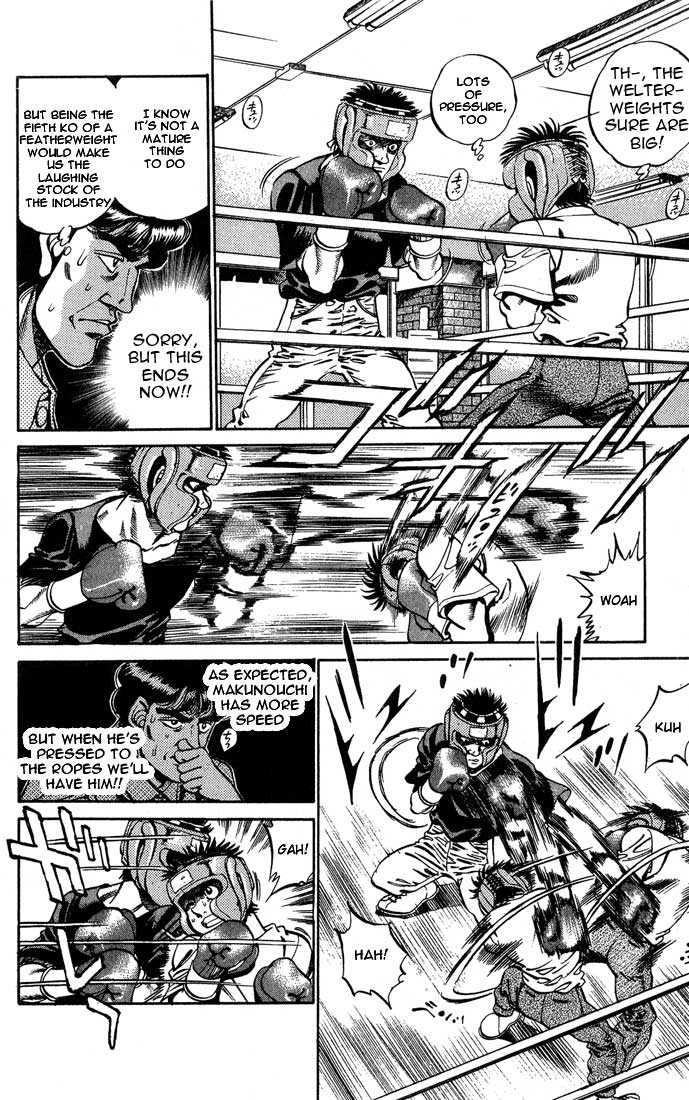 TH-, THE
WELTER-
WEIGHTS
SURE ARE
BIG!
LOTS
OF
PRESSURE,
TOO
I KNOW
IT'S NOT A
MATURE
THING
TO DO
BUT BEING THE
FIFTH KO OF A
FEATHERWEIGHT
WOULD MAKE
US THE
LAUGHING
STOCK OF
THE INDUSTRY
SORRY,
BUT THIS
ENDS
NOW!!
WOAH
KUH
HAH!
AS EXPECTED,
MAKUNOUCHI
HAS MORE
SPEED
BUT WHEN HE'S
PRESSED TO
THE ROPES WE'LL
HAVE HIM!!
GAH!